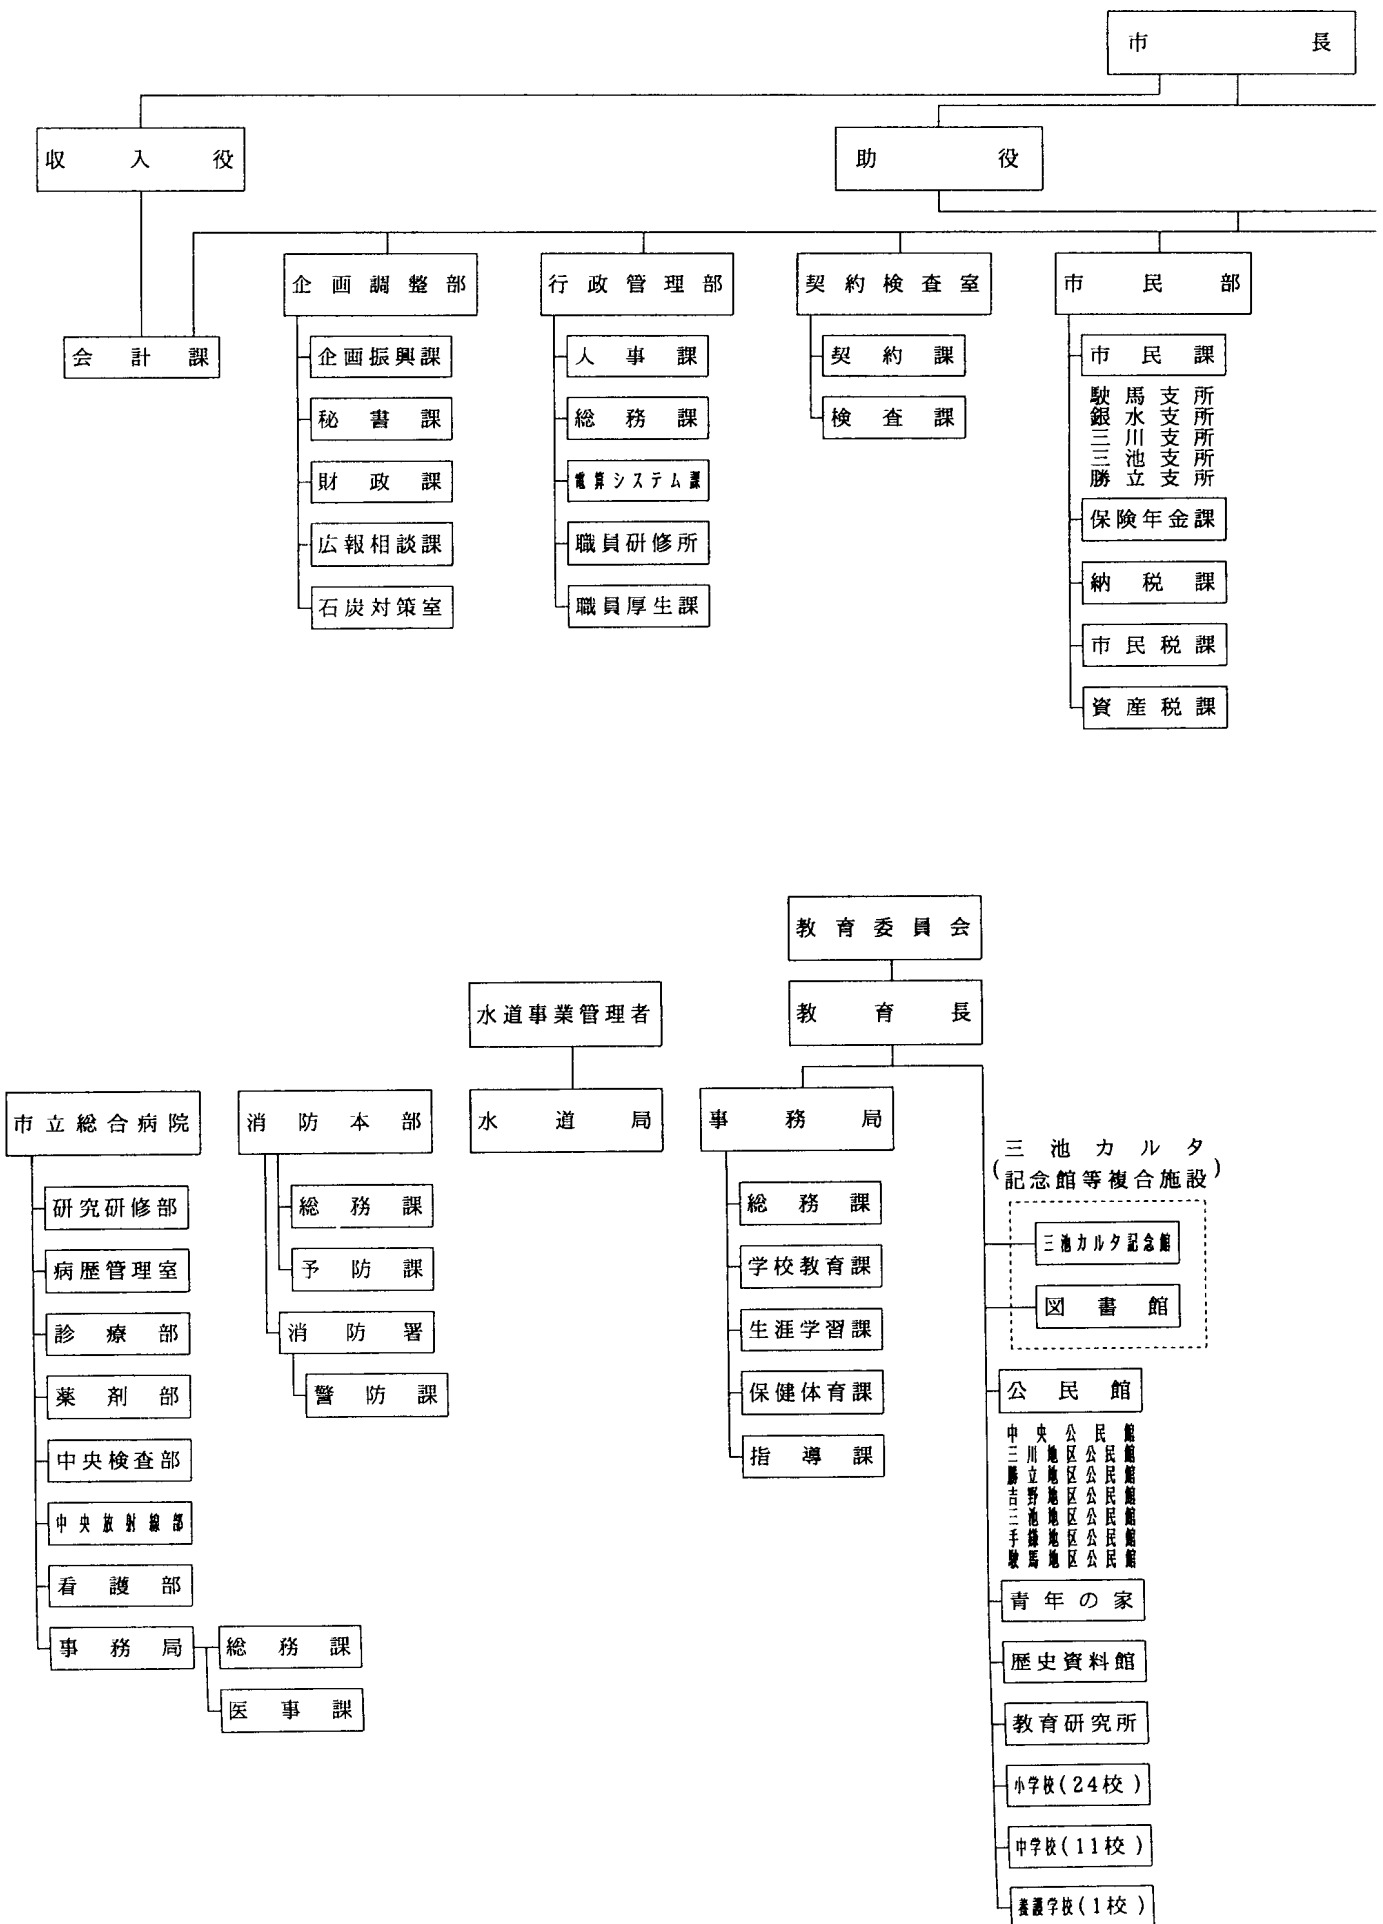 市長
収入役
助役
会計課
企画調整部
企画振興課
秘書課
財政課
広報相談課
石炭対策室
行政管理部
人事課
総務課
電算システム課
職員研修所
職員厚生課
契約検査室
契約課
検査課
市民部
市民課
駛馬支所
銀水支所
三川支所
三池支所
勝立支所
保険年金課
納税課
市民税課
資産税課
市立総合病院
研究研修部
病歴管理室
診療部
薬剤部
中央検査部
中央放射線部
看護部
事務局
総務課
医事課
消防本部
総務課
予防課
消防署
警防課
水道事業管理者
水道局
教育委員会
教育長
事務局
総務課
学校教育課
生涯学習課
保健体育課
指導課
三池カルタ
(記念館等複合施設)
三池カルタ記念館
図書館
公民館
中央公民館
三川地区公民館
勝立地区公民館
吉野地区公民館
三池地区公民館
手鎌地区公民館
駛馬地区公民館
青年の家
歴史資料館
教育研究所
小学校(24校)
中学校(11校)
養護学校(1校)